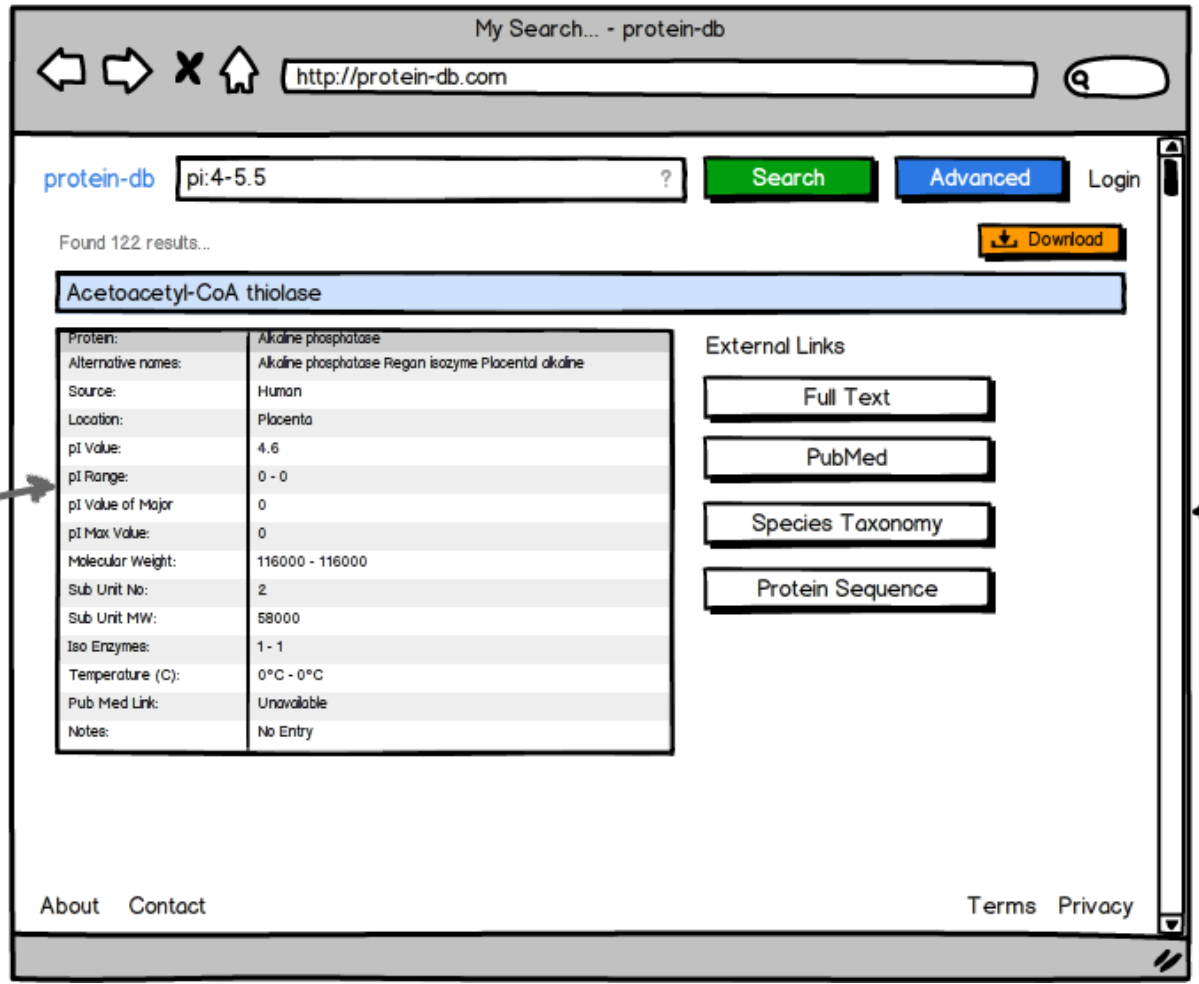 My Search... - protein-db
http://protein-db.com
protein-db pi:4-5.5 ? Search Advanced Login
Found 122 results... Download
Acetoacetyl-CoA thiolase
Protein: Alkaline phosphatase
Alternative names: Alkaline phosphatase Regan isozyme Placental alkaline
Source: Human
Location: Placenta
pI Value: 4.6
pI Range: 0 - 0
pI Value of Major 0
pI Max Value: 0
Molecular Weight: 116000 - 116000
Sub Unit No: 2
Sub Unit MW: 58000
Iso Enzymes: 1 - 1
Temperature (C): 0°C - 0°C
Pub Med Link: Unavailable
Notes: No Entry
External Links
Full Text
PubMed
Species Taxonomy
Protein Sequence
About Contact Terms Privacy